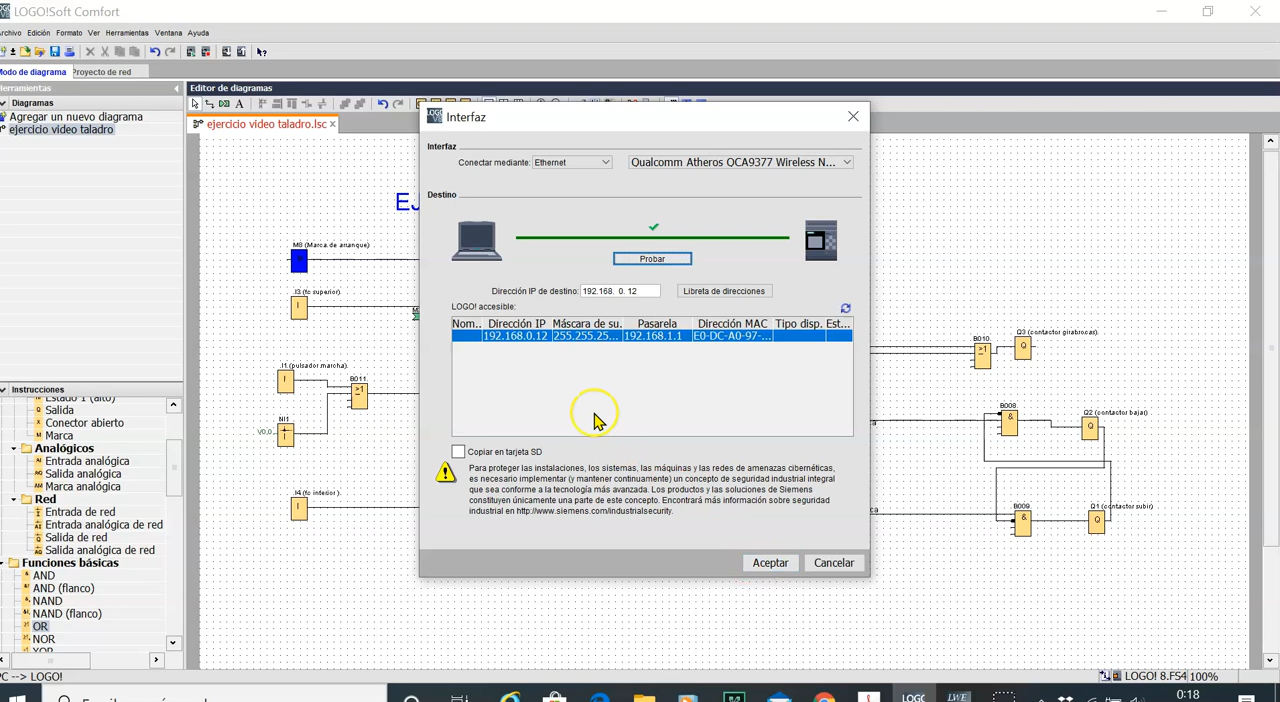 LOGO!Soft Comfort
Archivo Edición Formato Ver Herramientas Ventana Ayuda
Modo de diagrama Proyecto de red
Herramientas
Editor de diagramas
Diagramas
Agregar un nuevo diagrama
ejercicio video taladro
ejercicio video taladro.lsc
EJ
M8 (Marca de arranque)
I3 (fc superior)
I
I1 (pulsador marcha)
I
B011
≥1
NI1
V0.0
I4 (fc inferior)
I
Interfaz
Interfaz
Conectar mediante: Ethernet
Qualcomm Atheros QCA9377 Wireless N...
Destino
Probar
Dirección IP de destino: 192.168. 0. 12
Libreta de direcciones
LOGO! accesible:
Nom.. Dirección IP Máscara de su. Pasarela Dirección MAC Tipo disp. Est...
192.168.0.12 255.255.25... 192.168.1.1 E0-DC-A0-97-...
Copiar en tarjeta SD
Para proteger las instalaciones, los sistemas, las máquinas y las redes de amenazas cibernéticas,
es necesario implementar (y mantener continuamente) un concepto de seguridad industrial integral
que sea conforme a la tecnología más avanzada. Los productos y las soluciones de Siemens
constituyen únicamente una parte de este concepto. Encontrará más información sobre seguridad
industrial en http://www.siemens.com/industrialsecurity.
Aceptar Cancelar
Q3 (contactor girabrocas)
B010
≥1
Q
B008
&
Q2 (contactor bajar)
Q
B009
&
Q1 (contactor subir)
Q
Instrucciones
Estado 1 (alto)
Salida
Conector abierto
Marca
Analógicos
Entrada analógica
Salida analógica
Marca analógica
Red
Entrada de red
Entrada analógica de red
Salida de red
Salida analógica de red
Funciones básicas
AND
AND (flanco)
NAND
NAND (flanco)
OR
NOR
XOR
PC --> LOGO!
LOGO! 8.FS4 100%
0:18